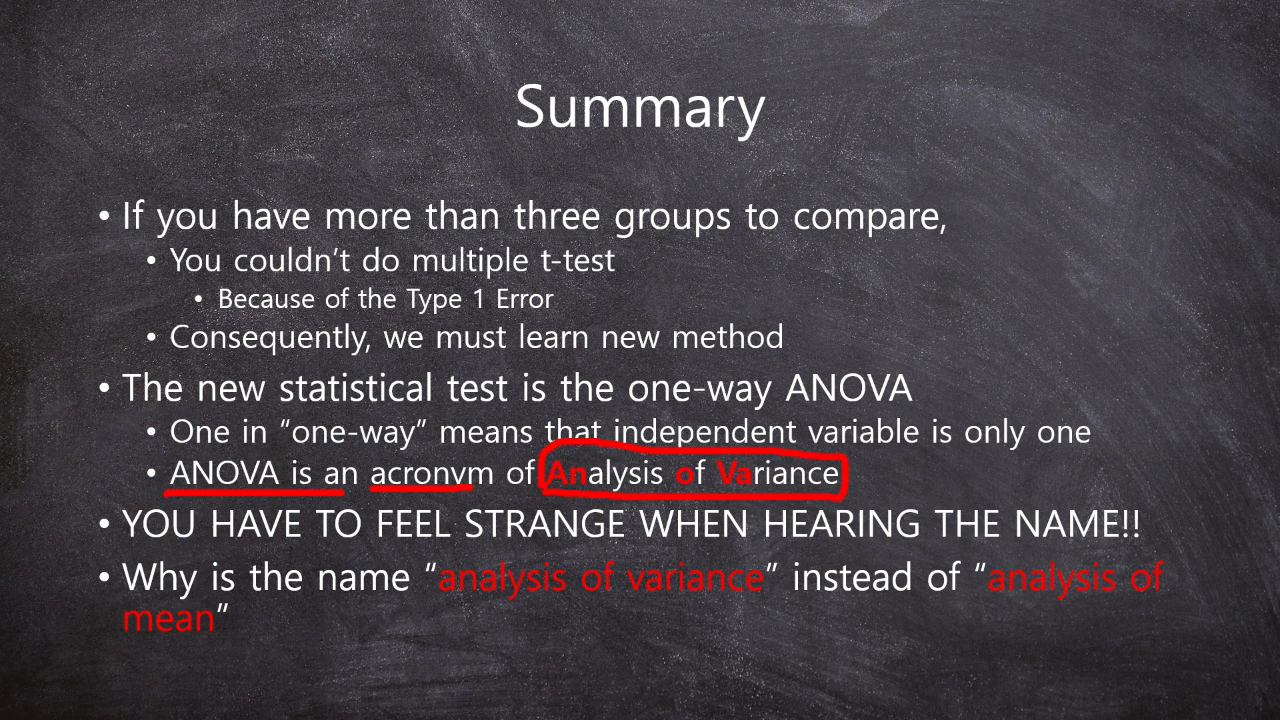 Summary
• If you have more than three groups to compare,
• You couldn’t do multiple t-test
• Because of the Type 1 Error
• Consequently, we must learn new method
• The new statistical test is the one-way ANOVA
• One in “one-way” means that independent variable is only one
• ANOVA is an acronym of Analysis of Variance
• YOU HAVE TO FEEL STRANGE WHEN HEARING THE NAME!!
• Why is the name “analysis of variance” instead of “analysis of
mean”